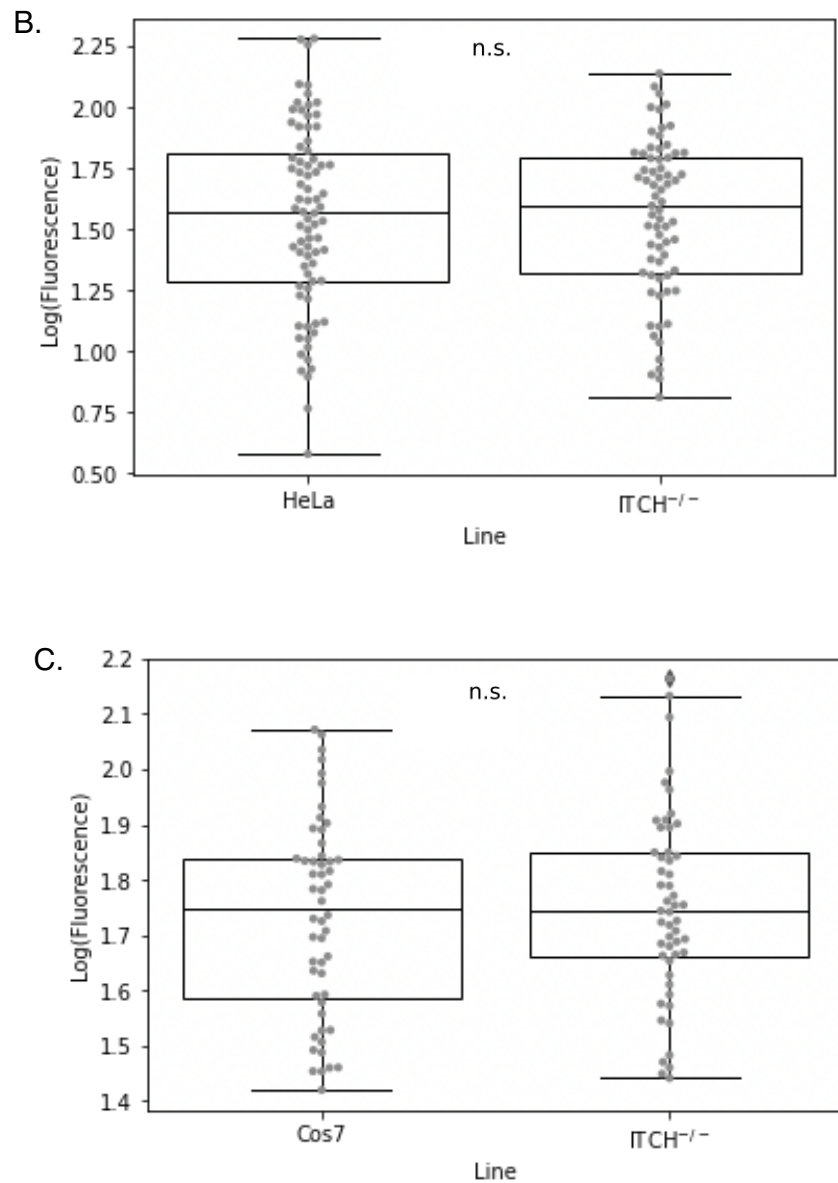 B.
n.s.
2.25
2.00
1.75
1.50
1.25
1.00
0.75
0.50
Log(Fluorescence)
HeLa
ITCH⁻/⁻
Line
C.
n.s.
2.2
2.1
2.0
1.9
1.8
1.7
1.6
1.5
1.4
Log(Fluorescence)
Cos7
ITCH⁻/⁻
Line